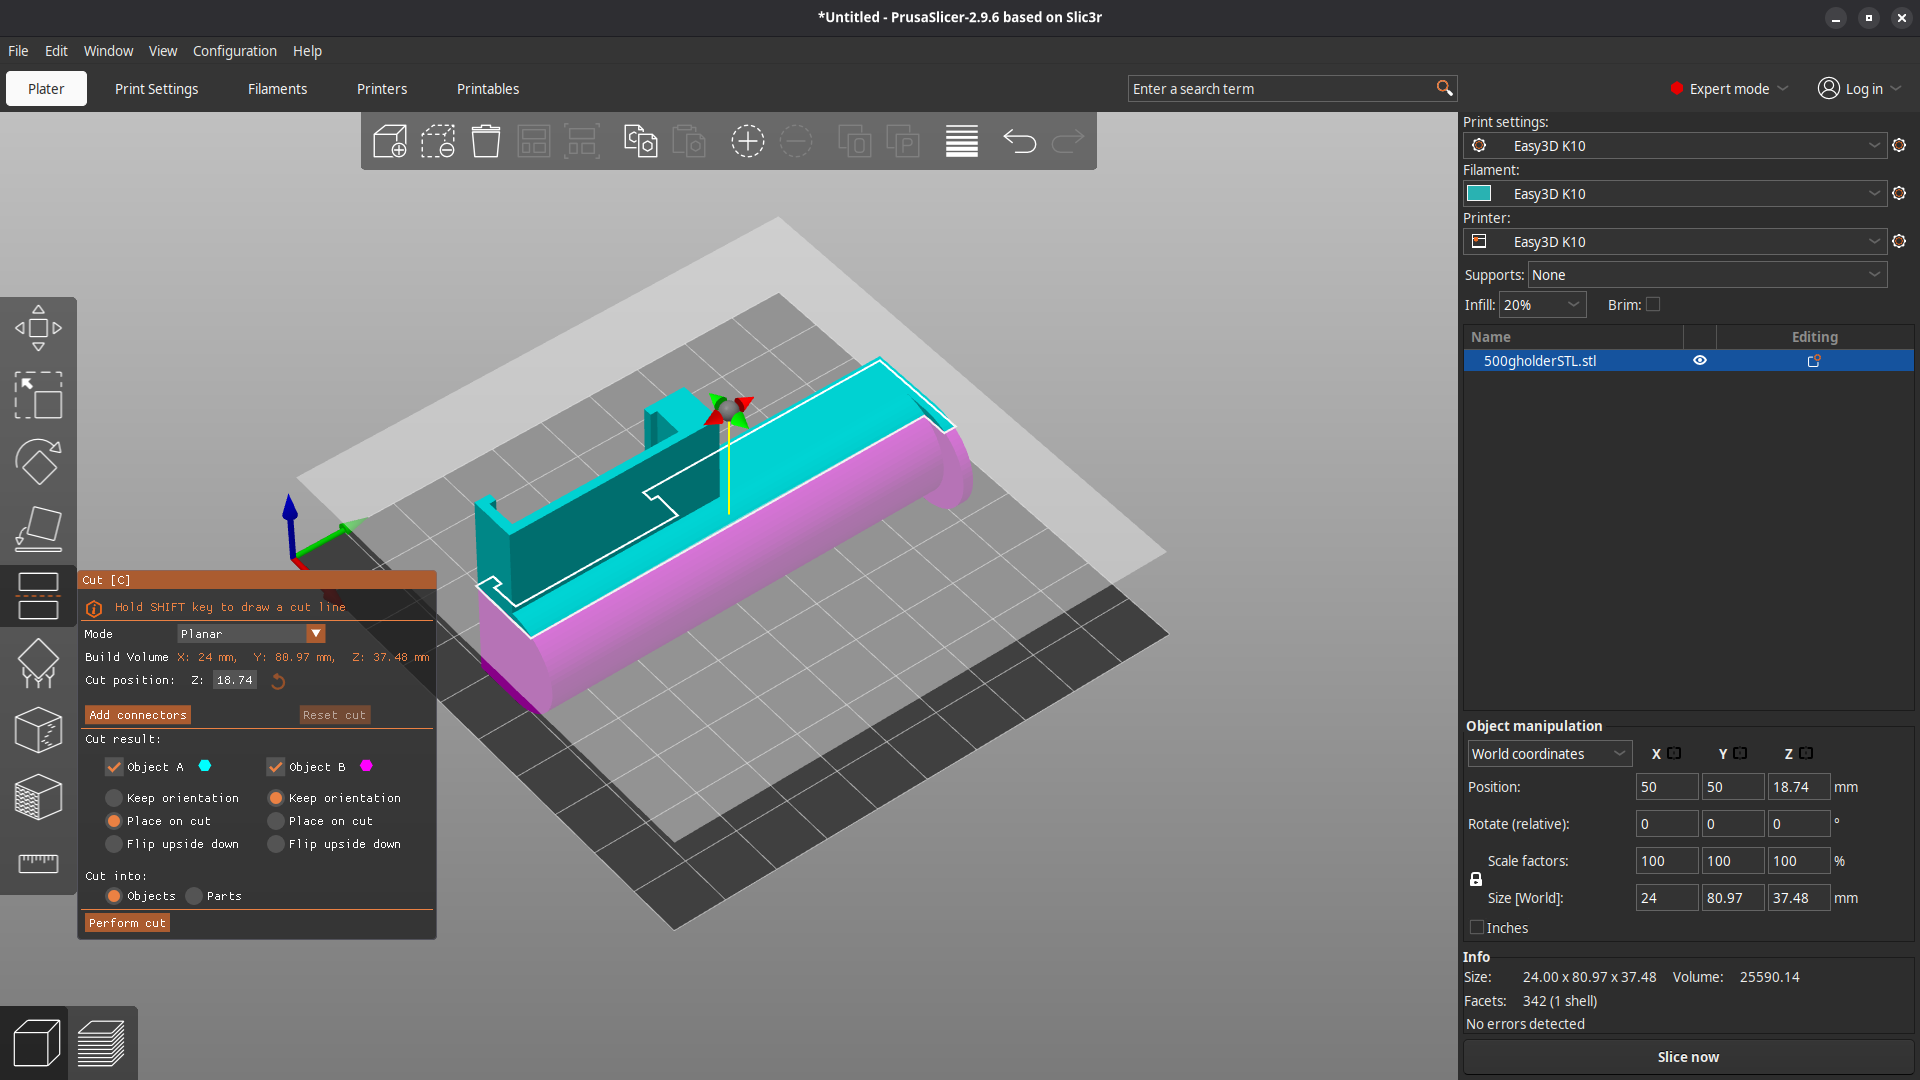 *Untitled - PrusaSlicer-2.9.6 based on Slic3r
File Edit Window View Configuration Help
Plater Print Settings Filaments Printers Printables Enter a search term Expert mode Log in
Print settings:
Easy3D K10
Filament:
Easy3D K10
Printer:
Easy3D K10
Supports: None
Infill: 20% Brim:
Name Editing
500gholderSTL.stl
Cut [C]
Hold SHIFT key to draw a cut line
Mode Planar
Build Volume X: 24 mm, Y: 80.97 mm, Z: 37.48 mm
Cut position: Z: 18.74
Add connectors Reset cut
Cut result:
Object A Object B
Keep orientation Keep orientation
Place on cut Place on cut
Flip upside down Flip upside down
Cut into:
Objects Parts
Perform cut
Object manipulation
World coordinates X Y Z
Position: 50 50 18.74 mm
Rotate (relative): 0 0 0 °
Scale factors: 100 100 100 %
Size [World]: 24 80.97 37.48 mm
Inches
Info
Size: 24.00 x 80.97 x 37.48 Volume: 25590.14
Facets: 342 (1 shell)
No errors detected
Slice now